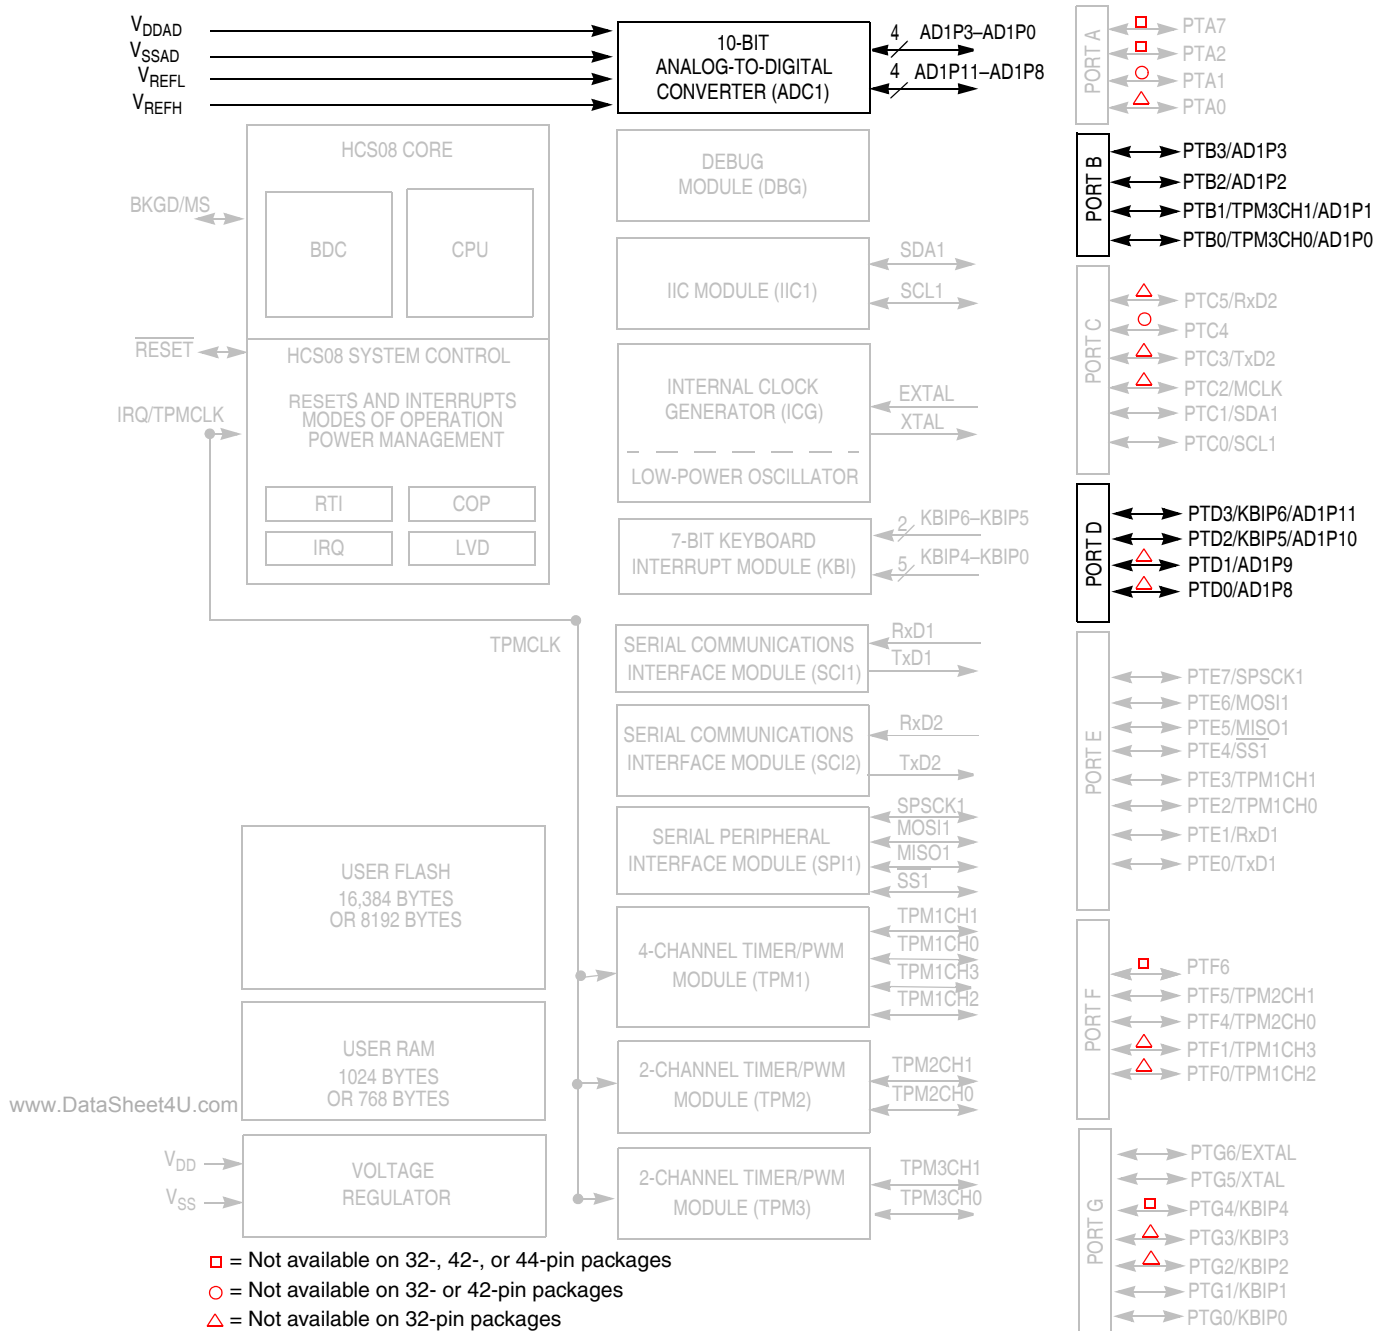 VDDAD
VSSAD
VREFL
VREFH
10-BIT
ANALOG-TO-DIGITAL
CONVERTER (ADC1)
4 AD1P3–AD1P0
4 AD1P11–AD1P8
HCS08 CORE
BDC
CPU
BKGD/MS
RESET
IRQ/TPMCLK
HCS08 SYSTEM CONTROL
RESETS AND INTERRUPTS
MODES OF OPERATION
POWER MANAGEMENT
RTI
COP
IRQ
LVD
TPMCLK
USER FLASH
16,384 BYTES
OR 8192 BYTES
USER RAM
1024 BYTES
OR 768 BYTES
www.DataSheet4U.com
VDD
VSS
VOLTAGE
REGULATOR
DEBUG
MODULE (DBG)
IIC MODULE (IIC1)
SDA1
SCL1
INTERNAL CLOCK
GENERATOR (ICG)
LOW-POWER OSCILLATOR
EXTAL
XTAL
7-BIT KEYBOARD
INTERRUPT MODULE (KBI)
2 KBIP6–KBIP5
5 KBIP4–KBIP0
SERIAL COMMUNICATIONS
INTERFACE MODULE (SCI1)
RxD1
TxD1
SERIAL COMMUNICATIONS
INTERFACE MODULE (SCI2)
RxD2
TxD2
SERIAL PERIPHERAL
INTERFACE MODULE (SPI1)
SPSCK1
MOSI1
MISO1
SS1
4-CHANNEL TIMER/PWM
MODULE (TPM1)
TPM1CH1
TPM1CH0
TPM1CH3
TPM1CH2
2-CHANNEL TIMER/PWM
MODULE (TPM2)
TPM2CH1
TPM2CH0
2-CHANNEL TIMER/PWM
MODULE (TPM3)
TPM3CH1
TPM3CH0
PORT A
PTA7
PTA2
PTA1
PTA0
PORT B
PTB3/AD1P3
PTB2/AD1P2
PTB1/TPM3CH1/AD1P1
PTB0/TPM3CH0/AD1P0
PORT C
PTC5/RxD2
PTC4
PTC3/TxD2
PTC2/MCLK
PTC1/SDA1
PTC0/SCL1
PORT D
PTD3/KBIP6/AD1P11
PTD2/KBIP5/AD1P10
PTD1/AD1P9
PTD0/AD1P8
PORT E
PTE7/SPSCK1
PTE6/MOSI1
PTE5/MISO1
PTE4/SS1
PTE3/TPM1CH1
PTE2/TPM1CH0
PTE1/RxD1
PTE0/TxD1
PORT F
PTF6
PTF5/TPM2CH1
PTF4/TPM2CH0
PTF1/TPM1CH3
PTF0/TPM1CH2
PORT G
PTG6/EXTAL
PTG5/XTAL
PTG4/KBIP4
PTG3/KBIP3
PTG2/KBIP2
PTG1/KBIP1
PTG0/KBIP0
= Not available on 32-, 42-, or 44-pin packages
= Not available on 32- or 42-pin packages
= Not available on 32-pin packages